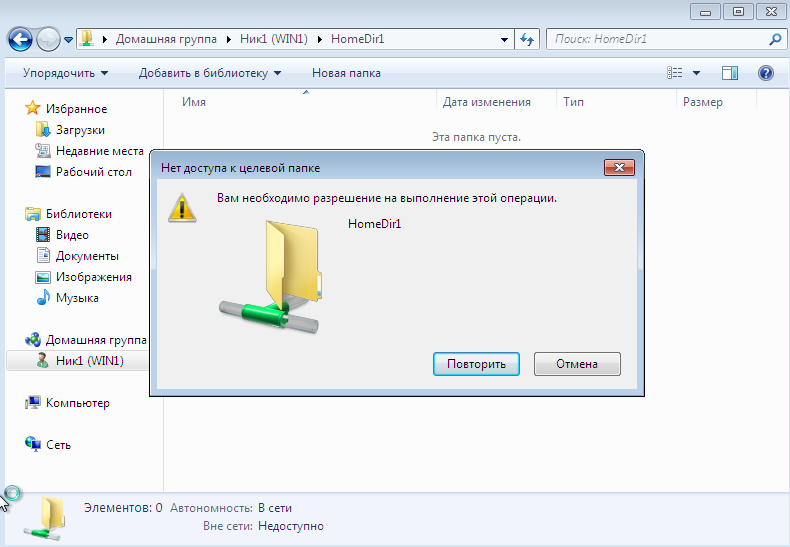 Домашняя группа Ник1 (WIN1) HomeDir1
Поиск: HomeDir1
Упорядочить Добавить в библиотеку Новая папка
Имя Дата изменения Тип Размер
Эта папка пуста.
Избранное
Загрузки
Недавние места
Рабочий стол
Библиотеки
Видео
Документы
Изображения
Музыка
Домашняя группа
Ник1 (WIN1)
Компьютер
Сеть
Нет доступа к целевой папке
Вам необходимо разрешение на выполнение этой операции.
HomeDir1
Повторить Отмена
Элементов: 0 Автономность: В сети
Вне сети: Недоступно